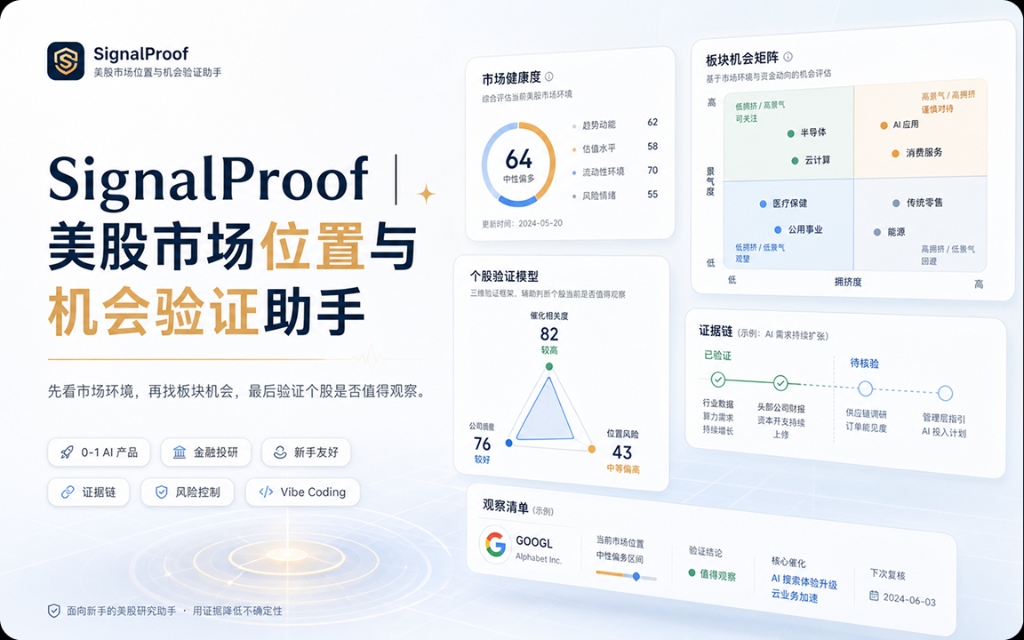 SignalProof
美股市场位置与机会验证助手
SignalProof |
美股市场位置与
机会验证助手
先看市场环境，再找板块机会，最后验证个股是否值得观察。
0-1 AI 产品
金融投研
新手友好
证据链
风险控制
</> Vibe Coding
面向新手的美股研究助手 · 用证据降低不确定性
市场健康度
综合评估当前美股市场环境
64
中性偏多
趋势动能 62
估值水平 58
流动性环境 70
风险情绪 55
更新时间：2024-05-20
板块机会矩阵
基于市场环境与资金动向的机会评估
高
景气度
低
低拥挤 / 高景气
可关注
半导体
云计算
高景气 / 高拥挤
谨慎对待
AI 应用
消费服务
医疗保健
公用事业
低拥挤 / 低景气
观望
传统零售
能源
高拥挤 / 低景气
回避
低
拥挤度
高
个股验证模型
三维验证框架，辅助判断个股当前是否值得观察
催化相关度
82
较高
公司质量
76
较好
位置风险
43
中等偏高
证据链 (示例：AI 需求持续扩张)
已验证
待核验
行业数据
算力需求
持续增长
头部公司财报
资本开支持续
上修
供应链调研
订单能见度
管理层指引
AI 投入计划
观察清单 (示例)
GOOGL
Alphabet Inc.
当前市场位置
中性偏多区间
验证结论
值得观察
核心催化
AI 搜索体验升级
云业务加速
下次复核
2024-06-03